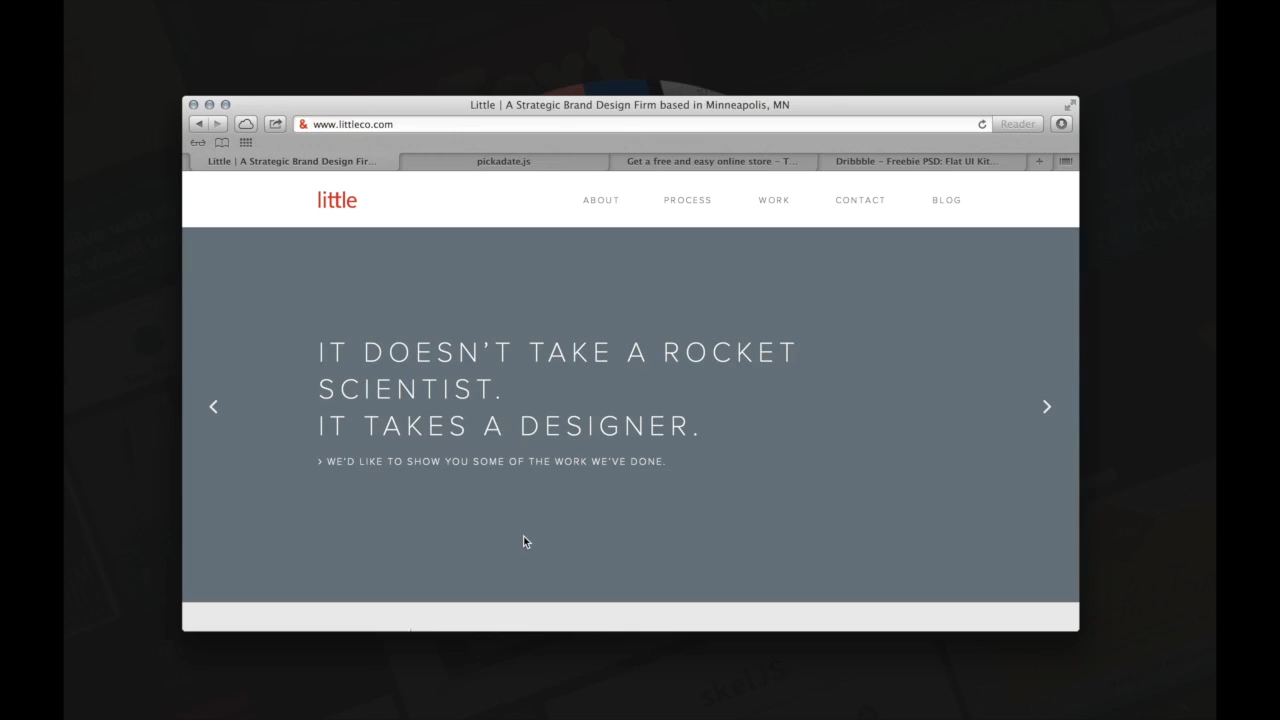 Little | A Strategic Brand Design Firm based in Minneapolis, MN
& www.littleco.com
Reader
Little | A Strategic Brand Design Fir...
pickadate.js
Get a free and easy online store – T...
Dribbble – Freebie PSD: Flat UI Kit...
+
little
ABOUT
PROCESS
WORK
CONTACT
BLOG
IT DOESN'T TAKE A ROCKET
SCIENTIST.
IT TAKES A DESIGNER.
› WE'D LIKE TO SHOW YOU SOME OF THE WORK WE'VE DONE.
skelJS